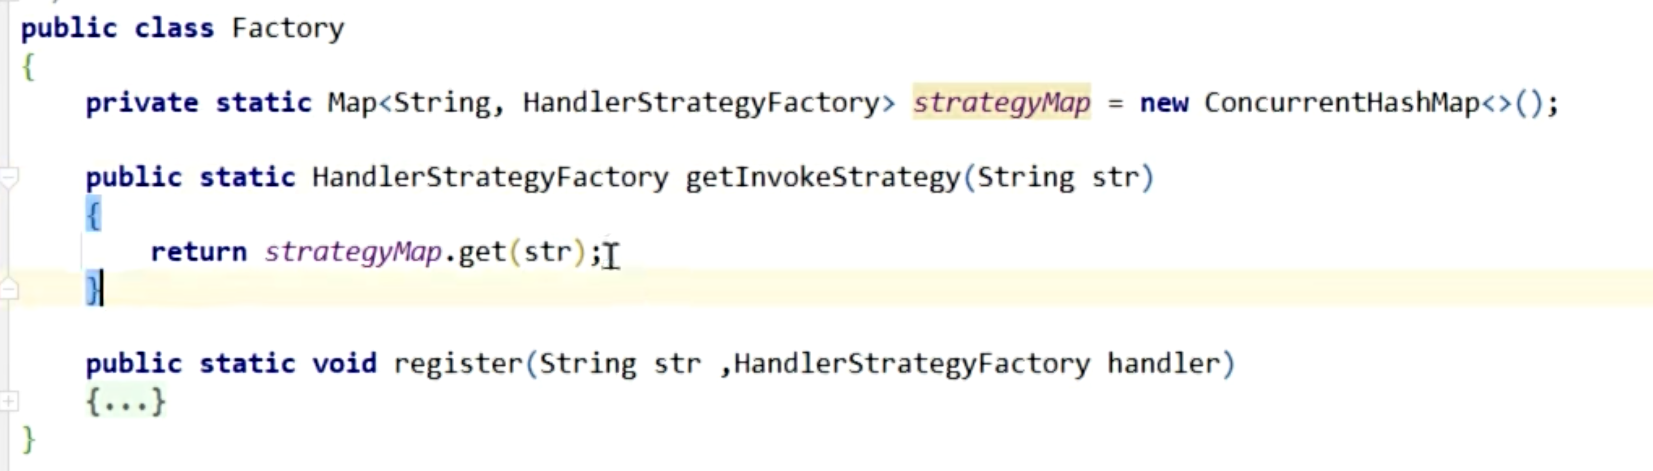 public class Factory
{
private static Map<String, HandlerStrategyFactory> strategyMap = new ConcurrentHashMap<>();
public static HandlerStrategyFactory getInvokeStrategy(String str)
{
return strategyMap.get(str);
}
public static void register(String str ,HandlerStrategyFactory handler)
{...}
}